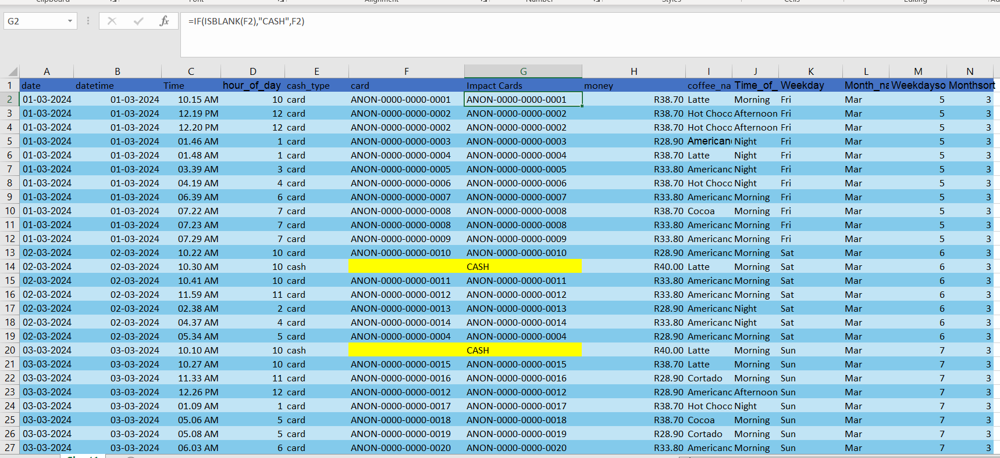 Clipboard Font Alignment Number Styles Cells Editing
G2 fx =IF(ISBLANK(F2),"CASH",F2)
A B C D E F G H I J K L M N
1 date datetime Time hour_of_day cash_type card Impact Cards money coffee_na Time_of_ Weekday Month_na Weekdayso Monthsort
2 01-03-2024 01-03-2024 10.15 AM 10 card ANON-0000-0000-0001 ANON-0000-0000-0001 R38.70 Latte Morning Fri Mar 5 3
3 01-03-2024 01-03-2024 12.19 PM 12 card ANON-0000-0000-0002 ANON-0000-0000-0002 R38.70 Hot Choco Afternoon Fri Mar 5 3
4 01-03-2024 01-03-2024 12.20 PM 12 card ANON-0000-0000-0002 ANON-0000-0000-0002 R38.70 Hot Choco Afternoon Fri Mar 5 3
5 01-03-2024 01-03-2024 01.46 AM 1 card ANON-0000-0000-0003 ANON-0000-0000-0003 R28.90 American Night Fri Mar 5 3
6 01-03-2024 01-03-2024 01.48 AM 1 card ANON-0000-0000-0004 ANON-0000-0000-0004 R38.70 Latte Night Fri Mar 5 3
7 01-03-2024 01-03-2024 03.39 AM 3 card ANON-0000-0000-0005 ANON-0000-0000-0005 R33.80 Americano Night Fri Mar 5 3
8 01-03-2024 01-03-2024 04.19 AM 4 card ANON-0000-0000-0006 ANON-0000-0000-0006 R38.70 Hot Choco Night Fri Mar 5 3
9 01-03-2024 01-03-2024 06.39 AM 6 card ANON-0000-0000-0007 ANON-0000-0000-0007 R33.80 Americano Morning Fri Mar 5 3
10 01-03-2024 01-03-2024 07.22 AM 7 card ANON-0000-0000-0008 ANON-0000-0000-0008 R38.70 Cocoa Morning Fri Mar 5 3
11 01-03-2024 01-03-2024 07.23 AM 7 card ANON-0000-0000-0008 ANON-0000-0000-0008 R33.80 Americano Morning Fri Mar 5 3
12 01-03-2024 01-03-2024 07.29 AM 7 card ANON-0000-0000-0009 ANON-0000-0000-0009 R33.80 Americano Morning Fri Mar 5 3
13 02-03-2024 02-03-2024 10.22 AM 10 card ANON-0000-0000-0010 ANON-0000-0000-0010 R28.90 Americano Morning Sat Mar 6 3
14 02-03-2024 02-03-2024 10.30 AM 10 cash CASH R40.00 Latte Morning Sat Mar 6 3
15 02-03-2024 02-03-2024 10.41 AM 10 card ANON-0000-0000-0011 ANON-0000-0000-0011 R33.80 Americano Morning Sat Mar 6 3
16 02-03-2024 02-03-2024 11.59 AM 11 card ANON-0000-0000-0012 ANON-0000-0000-0012 R33.80 Americano Morning Sat Mar 6 3
17 02-03-2024 02-03-2024 02.38 AM 2 card ANON-0000-0000-0013 ANON-0000-0000-0013 R28.90 Americano Night Sat Mar 6 3
18 02-03-2024 02-03-2024 04.37 AM 4 card ANON-0000-0000-0014 ANON-0000-0000-0014 R33.80 Americano Night Sat Mar 6 3
19 02-03-2024 02-03-2024 05.34 AM 5 card ANON-0000-0000-0004 ANON-0000-0000-0004 R28.90 Americano Morning Sat Mar 6 3
20 03-03-2024 03-03-2024 10.10 AM 10 cash CASH R40.00 Latte Morning Sun Mar 7 3
21 03-03-2024 03-03-2024 10.27 AM 10 card ANON-0000-0000-0015 ANON-0000-0000-0015 R38.70 Latte Morning Sun Mar 7 3
22 03-03-2024 03-03-2024 11.33 AM 11 card ANON-0000-0000-0016 ANON-0000-0000-0016 R28.90 Cortado Morning Sun Mar 7 3
23 03-03-2024 03-03-2024 12.26 PM 12 card ANON-0000-0000-0012 ANON-0000-0000-0012 R28.90 Americano Afternoon Sun Mar 7 3
24 03-03-2024 03-03-2024 01.09 AM 1 card ANON-0000-0000-0017 ANON-0000-0000-0017 R38.70 Hot Choco Night Sun Mar 7 3
25 03-03-2024 03-03-2024 05.06 AM 5 card ANON-0000-0000-0018 ANON-0000-0000-0018 R38.70 Cocoa Morning Sun Mar 7 3
26 03-03-2024 03-03-2024 05.08 AM 5 card ANON-0000-0000-0019 ANON-0000-0000-0019 R28.90 Cortado Morning Sun Mar 7 3
27 03-03-2024 03-03-2024 06.03 AM 6 card ANON-0000-0000-0020 ANON-0000-0000-0020 R33.80 Americano Morning Sun Mar 7 3